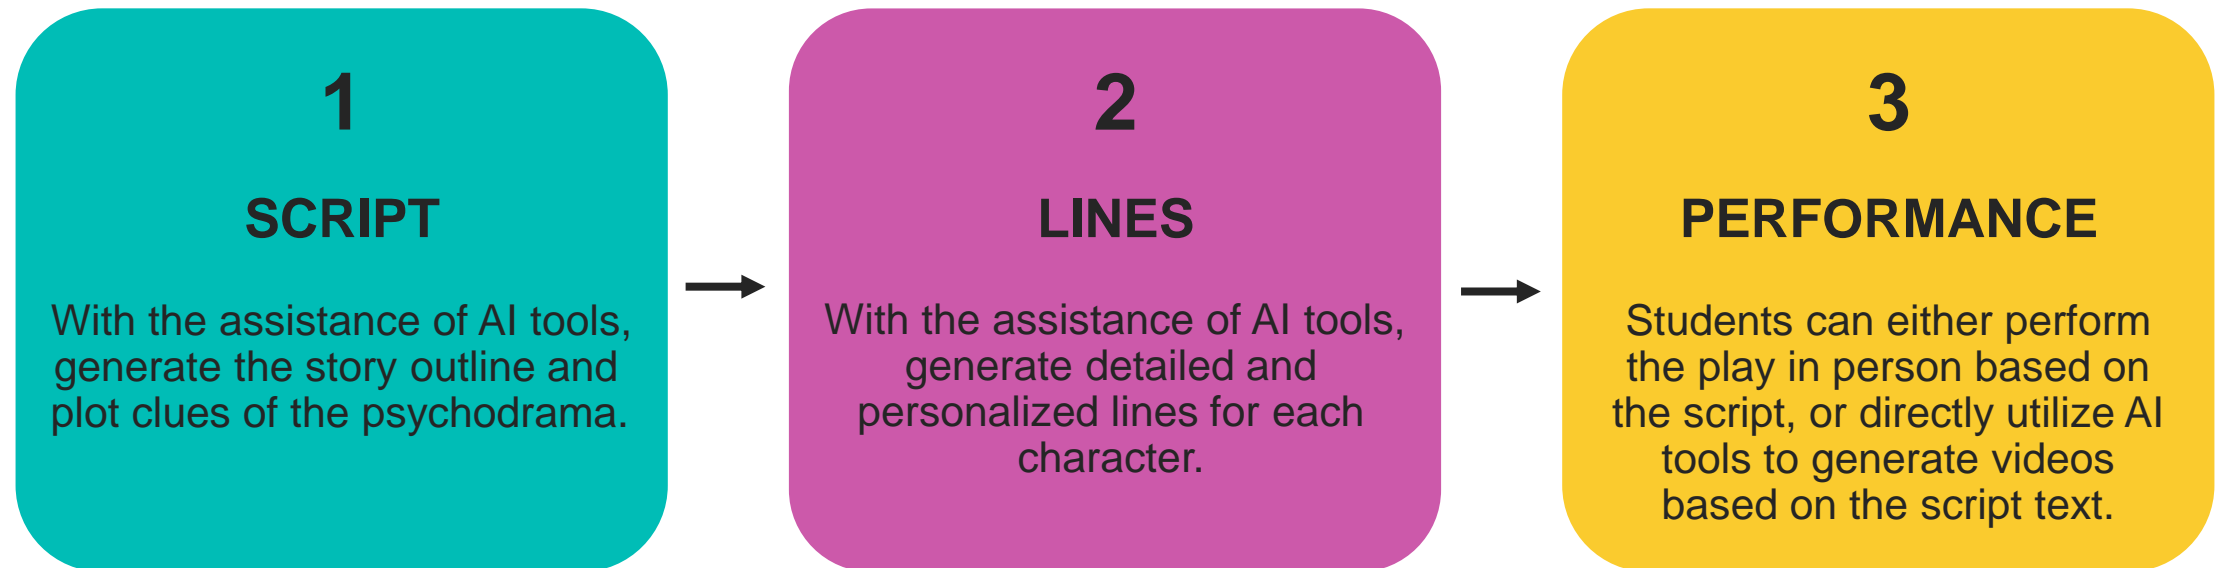 1
SCRIPT
With the assistance of AI tools,
generate the story outline and
plot clues of the psychodrama.
2
LINES
With the assistance of AI tools,
generate detailed and
personalized lines for each
character.
3
PERFORMANCE
Students can either perform
the play in person based on
the script, or directly utilize AI
tools to generate videos
based on the script text.